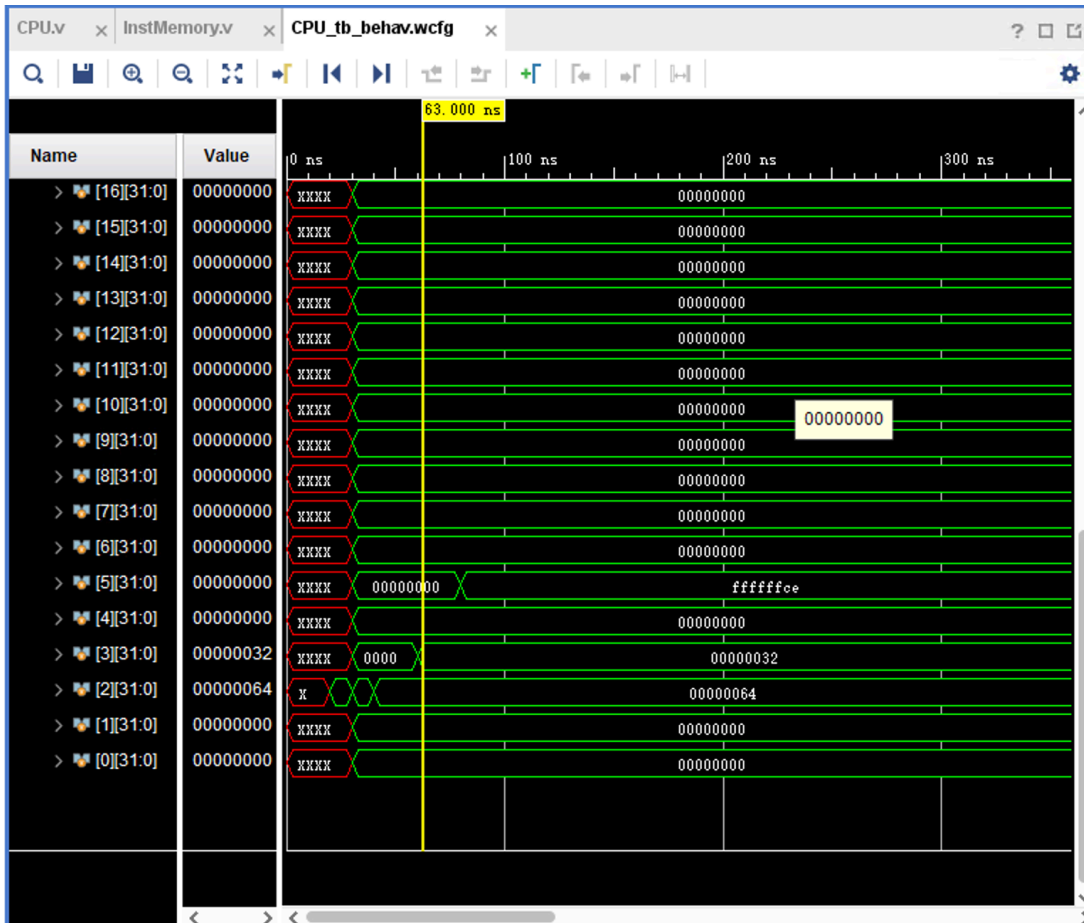 CPU.v × InstMemory.v × CPU_tb_behav.wcfg × ?
63.000 ns
Name Value 0 ns 100 ns 200 ns 300 ns
> [16][31:0] 00000000 XXXX 00000000
> [15][31:0] 00000000 XXXX 00000000
> [14][31:0] 00000000 XXXX 00000000
> [13][31:0] 00000000 XXXX 00000000
> [12][31:0] 00000000 XXXX 00000000
> [11][31:0] 00000000 XXXX 00000000
> [10][31:0] 00000000 XXXX 00000000 00000000
> [9][31:0] 00000000 XXXX 00000000
> [8][31:0] 00000000 XXXX 00000000
> [7][31:0] 00000000 XXXX 00000000
> [6][31:0] 00000000 XXXX 00000000
> [5][31:0] 00000000 XXXX 00000000 ffffffce
> [4][31:0] 00000000 XXXX 00000000
> [3][31:0] 00000032 XXXX 0000 00000032
> [2][31:0] 00000064 X 00000064
> [1][31:0] 00000000 XXXX 00000000
> [0][31:0] 00000000 XXXX 00000000